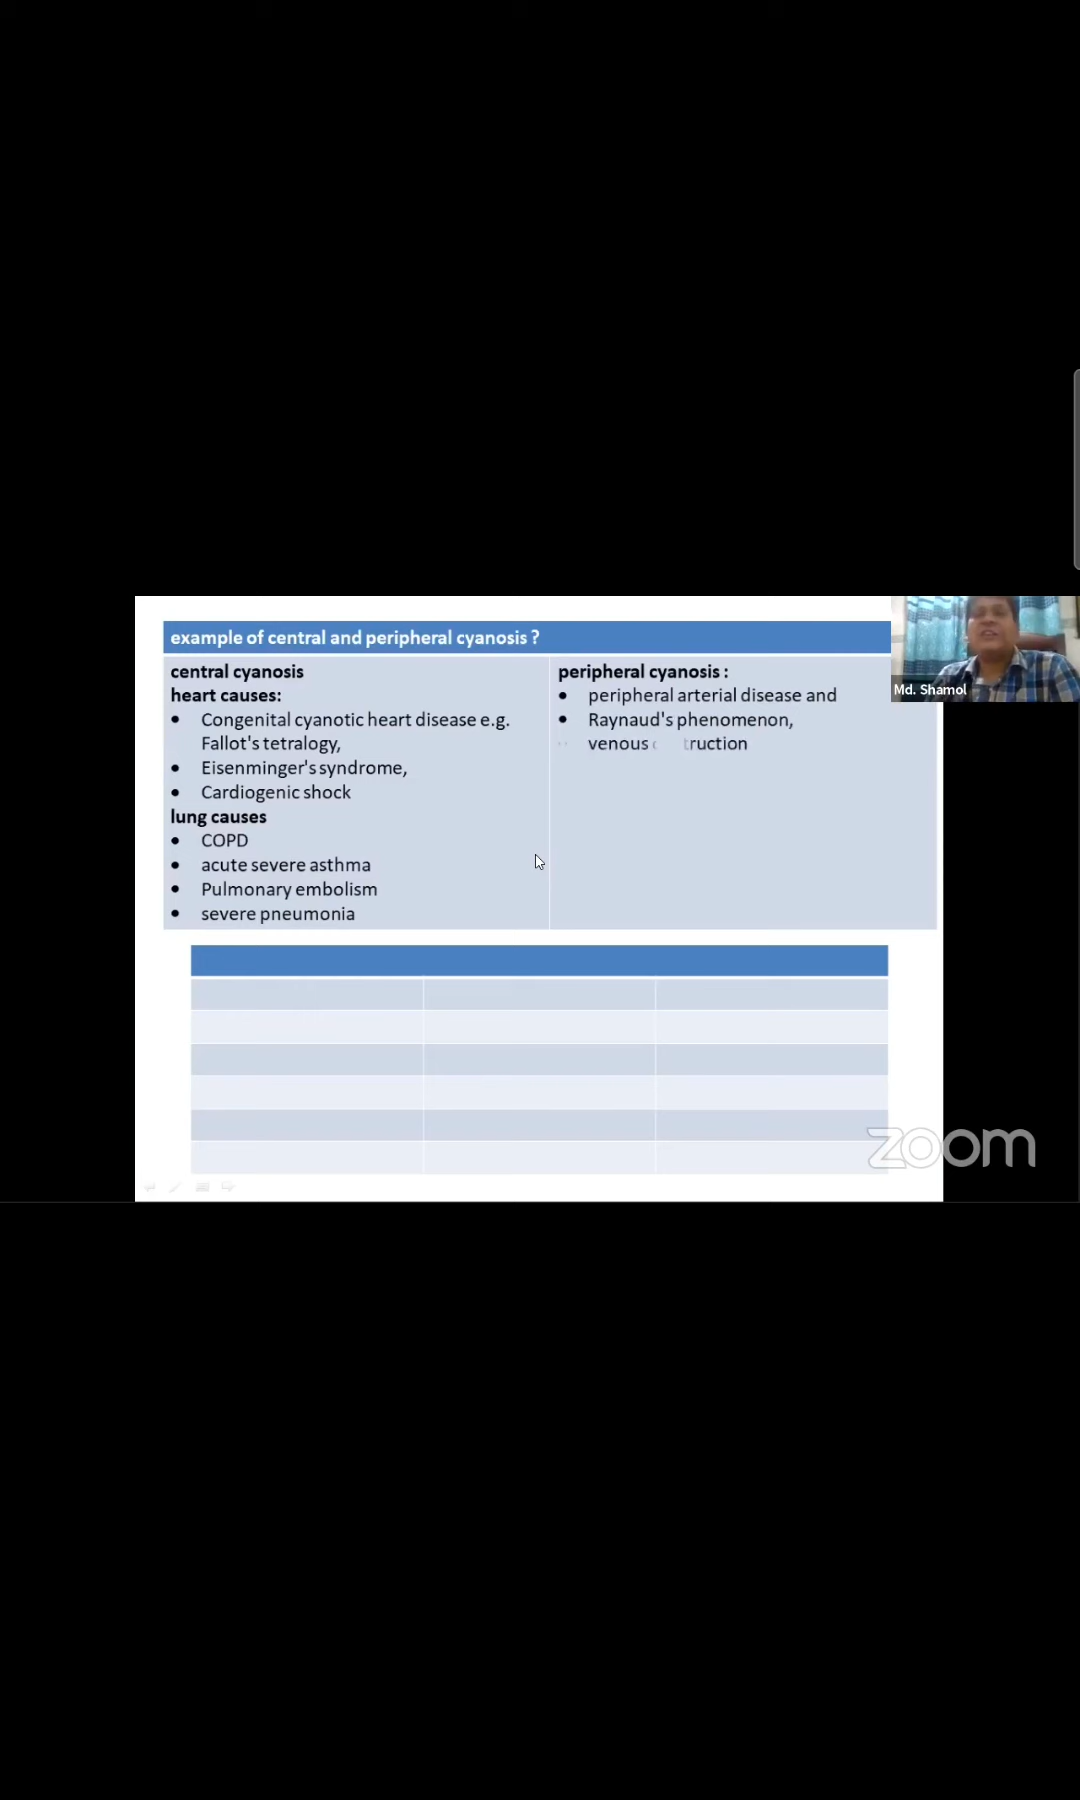 example of central and peripheral cyanosis ?
central cyanosis
heart causes:
• Congenital cyanotic heart disease e.g.
Fallot's tetralogy,
• Eisenminger's syndrome,
• Cardiogenic shock
lung causes
• COPD
• acute severe asthma
• Pulmonary embolism
• severe pneumonia
peripheral cyanosis :
• peripheral arterial disease and
• Raynaud's phenomenon,
venous
Md. Shamol
zoom